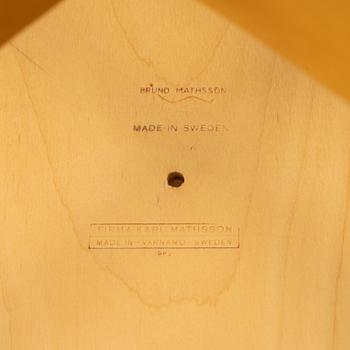 BRUNO MATHSSON
MADE IN SWEDEN
FIRMA KARL MATHSSON
MADE IN - VÄRNAMO - SWEDEN